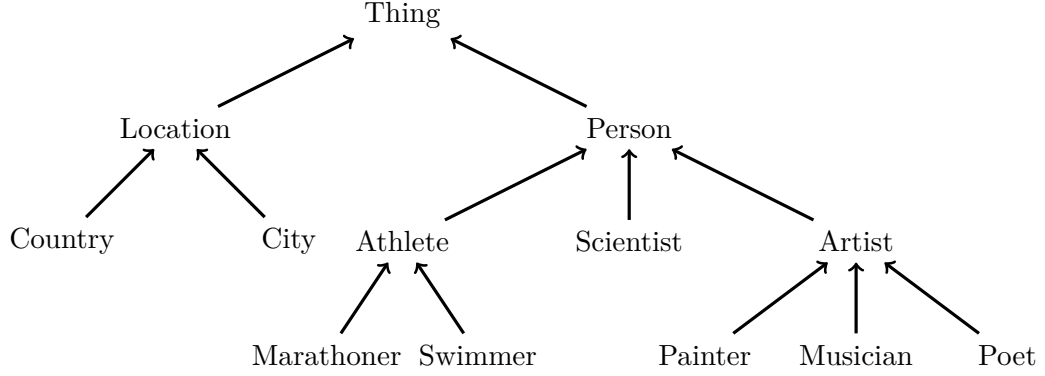 Thing
Location Person
Country City Athlete Scientist Artist
Marathoner Swimmer Painter Musician Poet